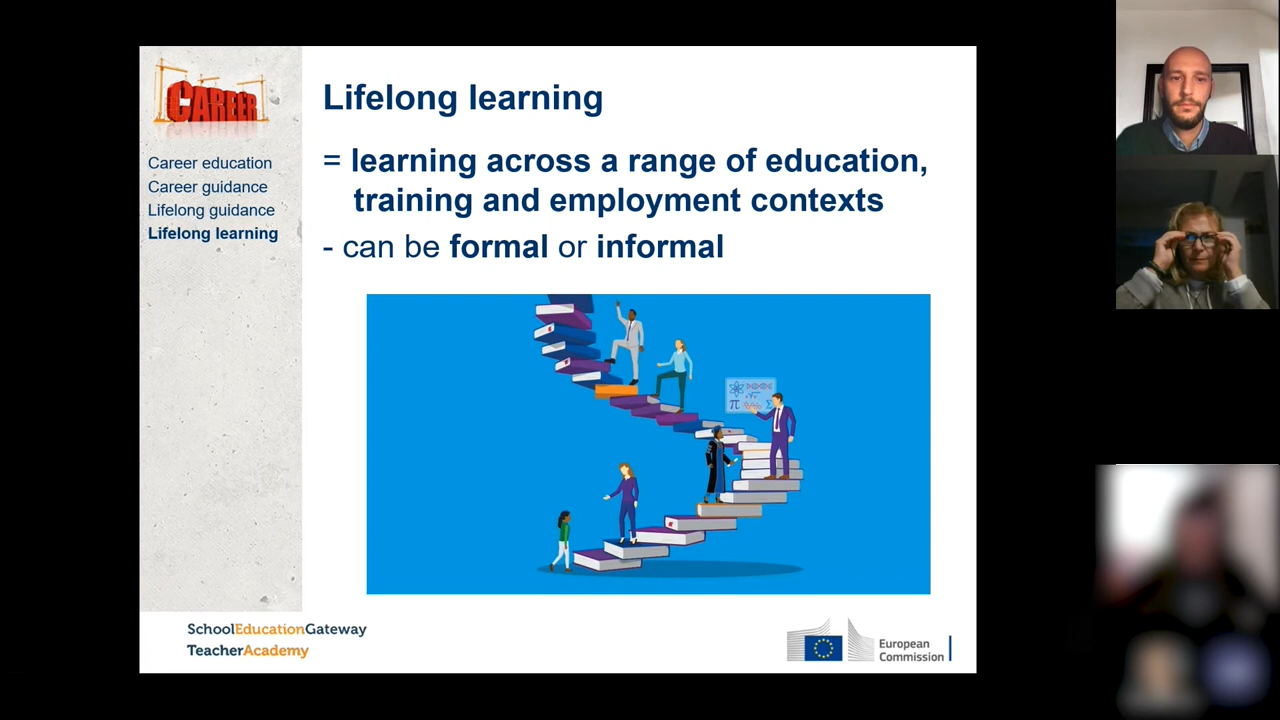 CAREER
Career education
Career guidance
Lifelong guidance
Lifelong learning
Lifelong learning
= learning across a range of education,
training and employment contexts
- can be formal or informal
π
SchoolEducationGateway
TeacherAcademy
European
Commission